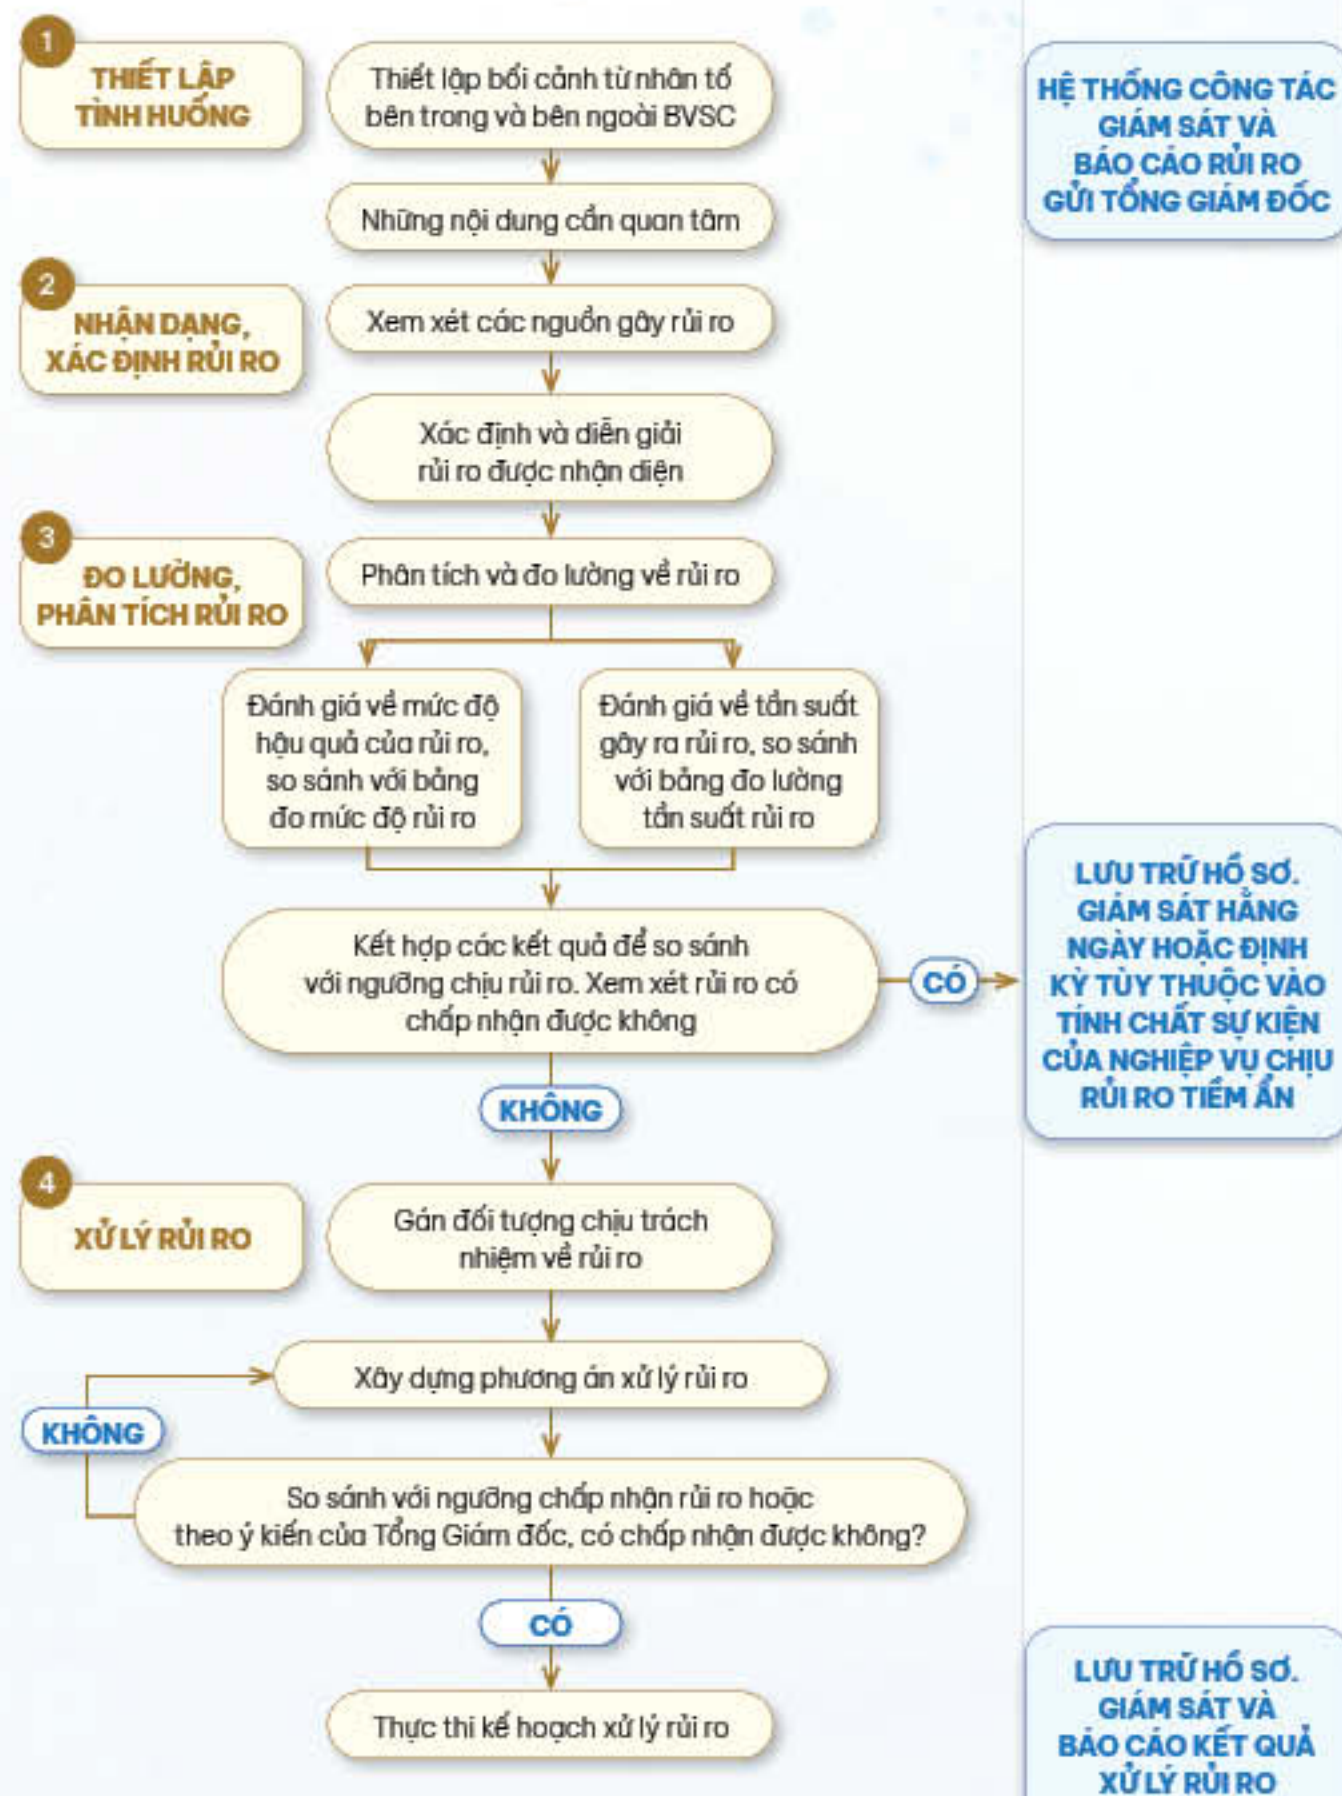 1
THIẾT LẬP
TÌNH HUỐNG
Thiết lập bối cảnh từ nhân tố
bên trong và bên ngoài BVSC
HỆ THỐNG CÔNG TÁC
GIÁM SÁT VÀ
BÁO CÁO RỦI RO
GỬI TỔNG GIÁM ĐỐC
Những nội dung cần quan tâm
2
NHẬN DẠNG,
XÁC ĐỊNH RỦI RO
Xem xét các nguồn gây rủi ro
Xác định và diễn giải
rủi ro được nhận diện
3
ĐO LƯỜNG,
PHÂN TÍCH RỦI RO
Phân tích và đo lường về rủi ro
Đánh giá về mức độ
hậu quả của rủi ro,
so sánh với bảng
đo mức độ rủi ro
Đánh giá về tần suất
gây ra rủi ro, so sánh
với bảng đo lường
tần suất rủi ro
Kết hợp các kết quả để so sánh
với ngưỡng chịu rủi ro. Xem xét rủi ro có
chấp nhận được không
CÓ
LƯU TRỮ HỒ SƠ.
GIÁM SÁT HẰNG
NGÀY HOẶC ĐỊNH
KỲ TÙY THUỘC VÀO
TÍNH CHẤT SỰ KIỆN
CỦA NGHIỆP VỤ CHỊU
RỦI RO TIỀM ẨN
KHÔNG
4
XỬ LÝ RỦI RO
Gán đối tượng chịu trách
nhiệm về rủi ro
Xây dựng phương án xử lý rủi ro
KHÔNG
So sánh với ngưỡng chấp nhận rủi ro hoặc
theo ý kiến của Tổng Giám đốc, có chấp nhận được không?
CÓ
Thực thi kế hoạch xử lý rủi ro
LƯU TRỮ HỒ SƠ.
GIÁM SÁT VÀ
BÁO CÁO KẾT QUẢ
XỬ LÝ RỦI RO